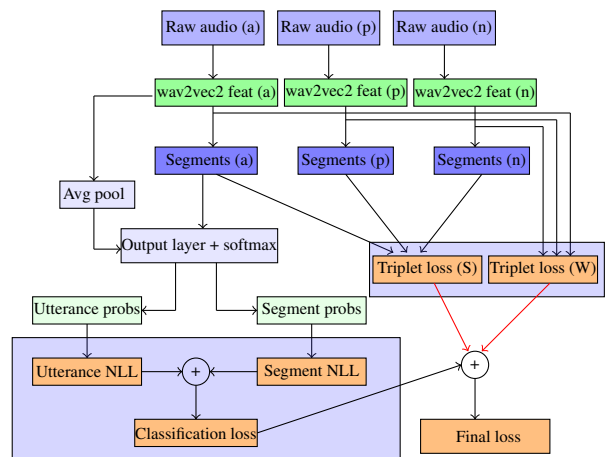 Raw audio (a)
Raw audio (p)
Raw audio (n)
wav2vec2 feat (a)
wav2vec2 feat (p)
wav2vec2 feat (n)
Segments (a)
Segments (p)
Segments (n)
Avg pool
Output layer + softmax
Triplet loss (S)
Triplet loss (W)
Utterance probs
Segment probs
Utterance NLL
+
Segment NLL
+
Classification loss
Final loss